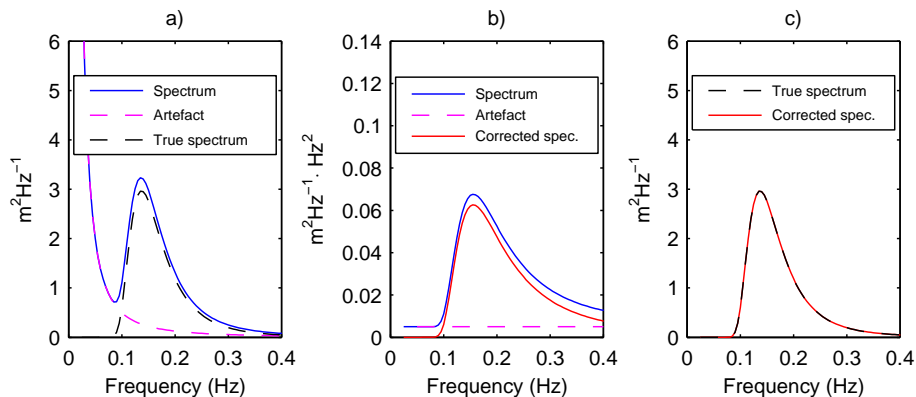 a)
6
5
4
3
2
1
0
m²Hz⁻¹
Spectrum
Artefact
True spectrum
0 0.1 0.2 0.3 0.4
Frequency (Hz)
b)
0.14
0.12
0.1
0.08
0.06
0.04
0.02
0
m²Hz⁻¹· Hz²
Spectrum
Artefact
Corrected spec.
0 0.1 0.2 0.3 0.4
Frequency (Hz)
c)
6
5
4
3
2
1
0
m²Hz⁻¹
True spectrum
Corrected spec.
0 0.1 0.2 0.3 0.4
Frequency (Hz)